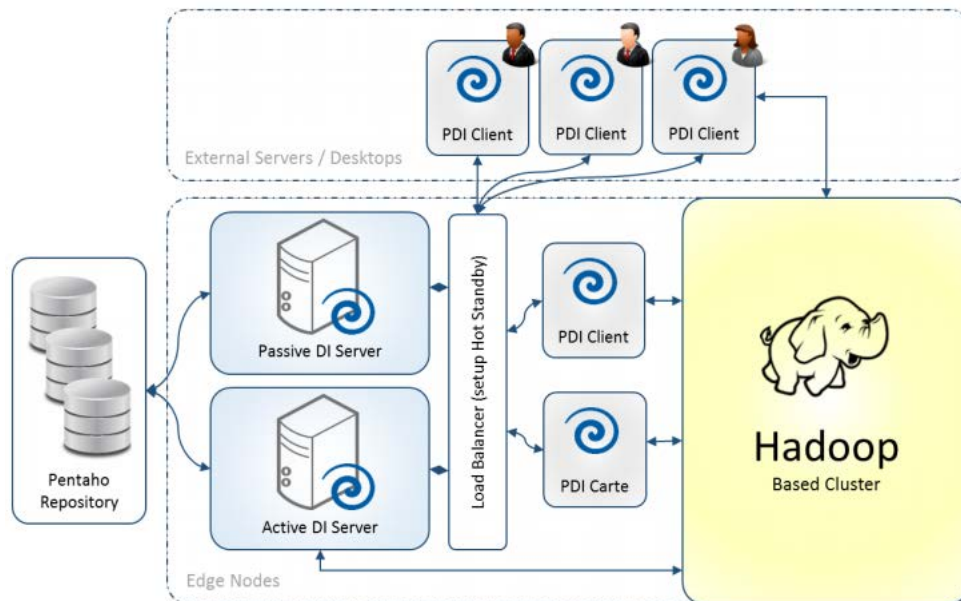 PDI Client
PDI Client
PDI Client
External Servers / Desktops
Pentaho
Repository
Passive DI Server
Active DI Server
Load Balancer (setup Hot Standby)
PDI Client
PDI Carte
Hadoop
Based Cluster
Edge Nodes